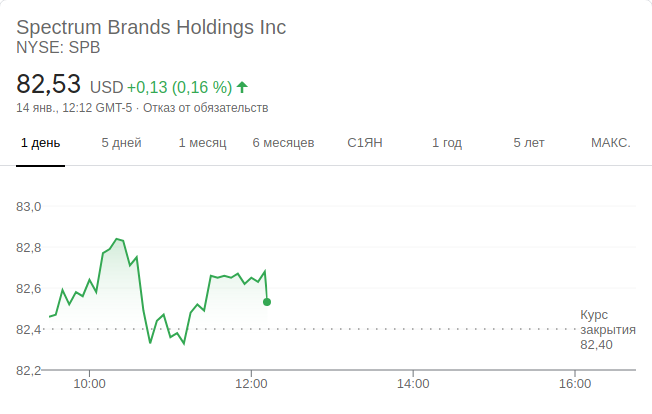 Spectrum Brands Holdings Inc
NYSE: SPB
82,53 USD +0,13 (0,16 %)
14 янв., 12:12 GMT-5 · Отказ от обязательств
1 день 5 дней 1 месяц 6 месяцев С1ЯН 1 год 5 лет МАКС.
83,0
82,8
82,6
82,4
82,2
Курс
закрытия
82,40
10:00 12:00 14:00 16:00